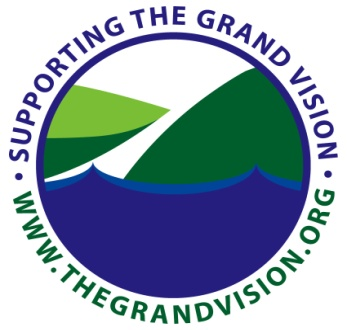 • SUPPORTING THE GRAND VISION •
WWW.THEGRANDVISION.ORG